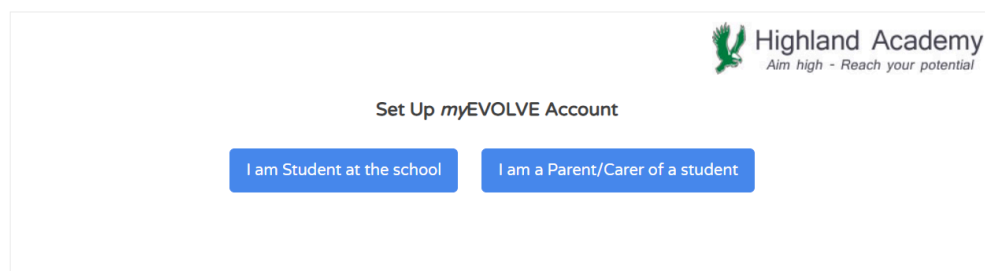 Highland Academy
Aim high - Reach your potential
Set Up myEVOLVE Account
I am Student at the school
I am a Parent/Carer of a student